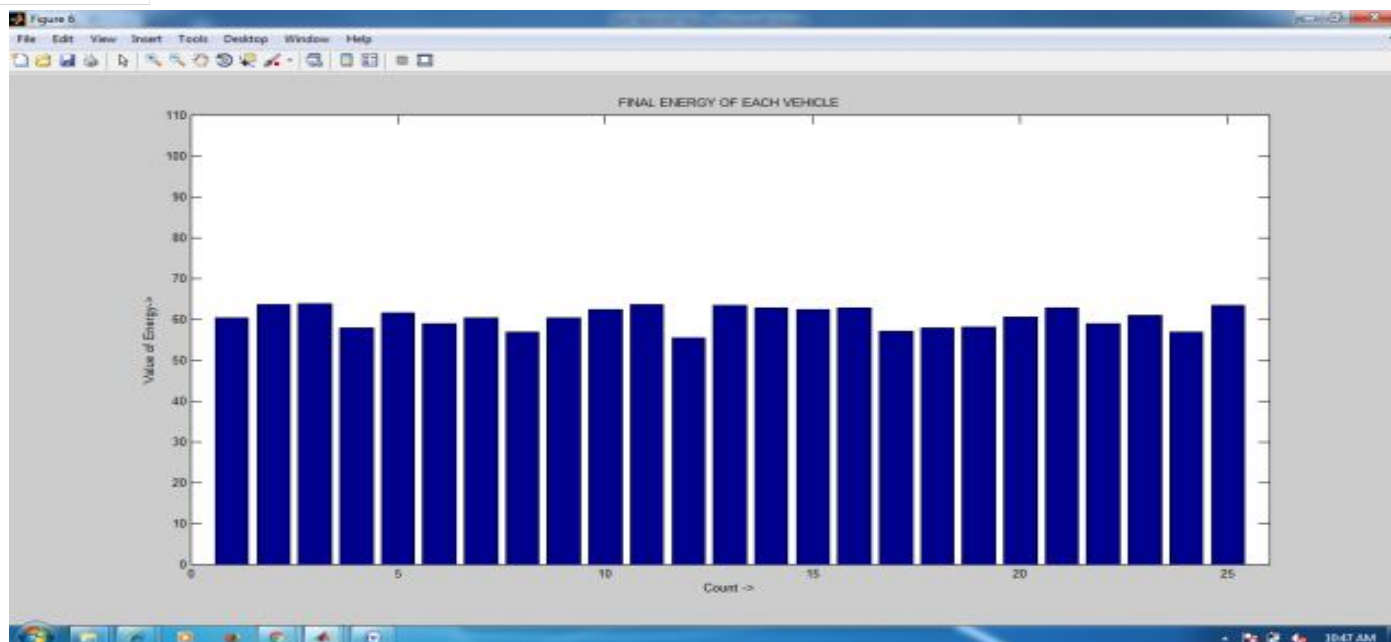 Figure 6
File Edit View Insert Tools Desktop Window Help
FINAL ENERGY OF EACH VEHICLE
110
100
90
80
70
60
50
40
30
20
10
0
Value of Energy->
0 5 10 15 20 25
Count ->
10:47 AM